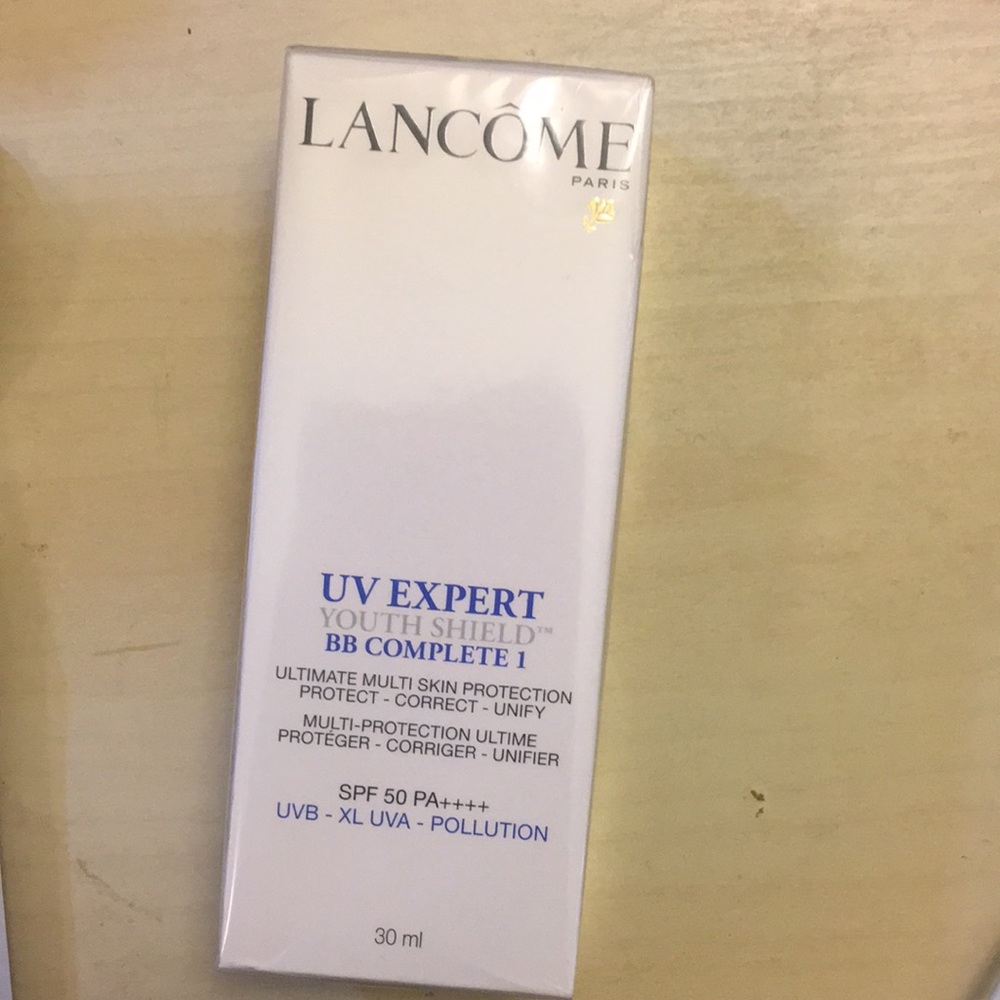 LANCÔME
PARIS
UV EXPERT
YOUTH SHIELD™
BB COMPLETE 1
ULTIMATE MULTI SKIN PROTECTION
PROTECT - CORRECT - UNIFY
MULTI-PROTECTION ULTIME
PROTÉGER - CORRIGER - UNIFIER
SPF 50 PA++++
UVB - XL UVA - POLLUTION
30 ml